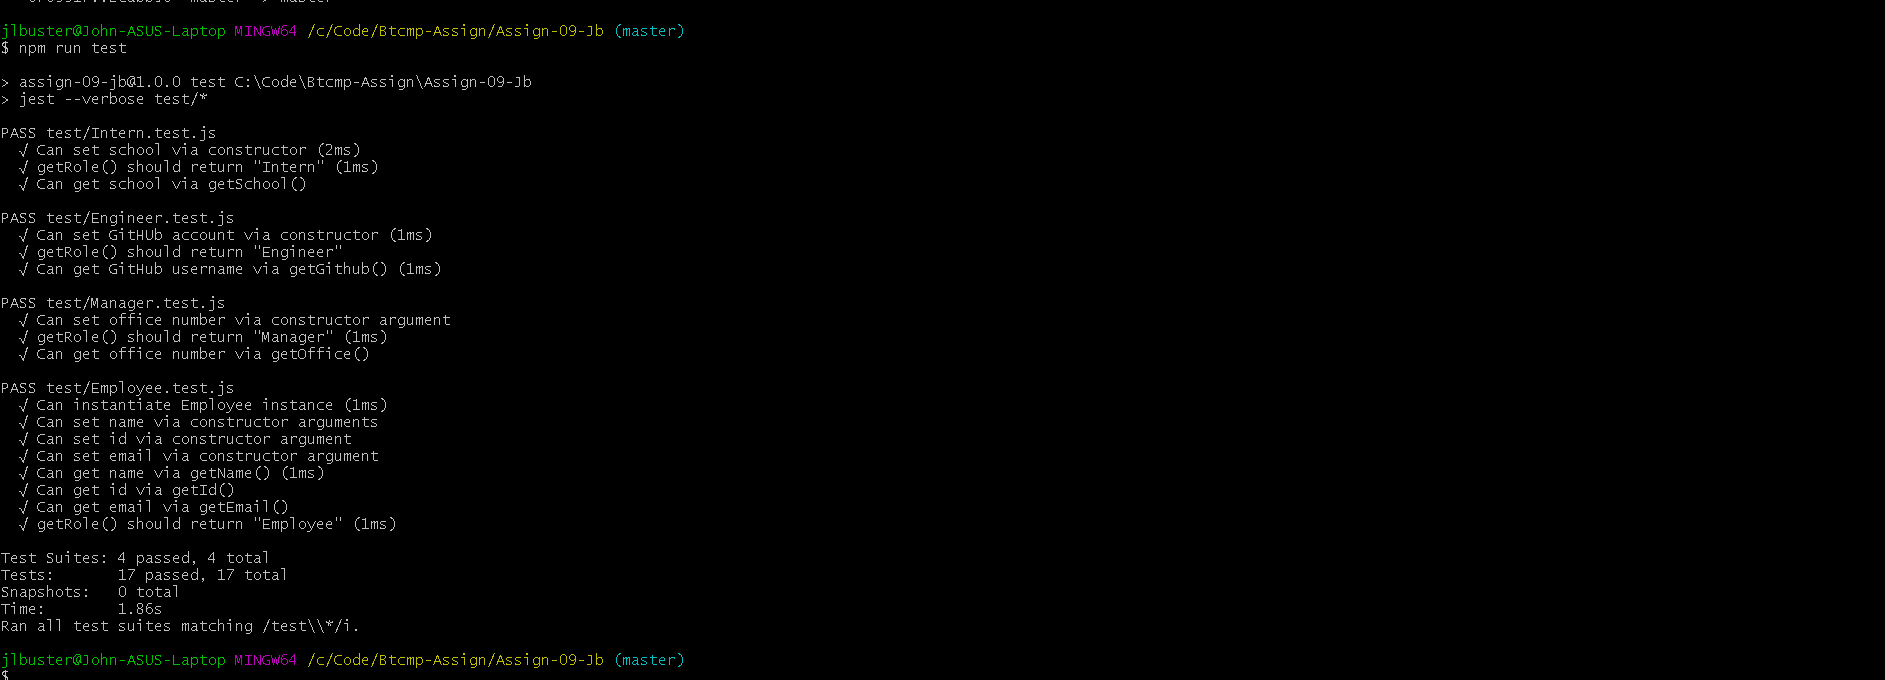 jlbuster@John-ASUS-Laptop MINGW64 /c/Code/Btcmp-Assign/Assign-09-Jb (master)
$ npm run test
> assign-09-jb@1.0.0 test C:\Code\Btcmp-Assign\Assign-09-Jb
> jest --verbose test/*
PASS test/Intern.test.js
√ Can set school via constructor (2ms)
√ getRole() should return "Intern" (1ms)
√ Can get school via getSchool()
PASS test/Engineer.test.js
√ Can set GitHUb account via constructor (1ms)
√ getRole() should return "Engineer"
√ Can get GitHub username via getGithub() (1ms)
PASS test/Manager.test.js
√ Can set office number via constructor argument
√ getRole() should return "Manager" (1ms)
√ Can get office number via getOffice()
PASS test/Employee.test.js
√ Can instantiate Employee instance (1ms)
√ Can set name via constructor arguments
√ Can set id via constructor argument
√ Can set email via constructor argument
√ Can get name via getName() (1ms)
√ Can get id via getId()
√ Can get email via getEmail()
√ getRole() should return "Employee" (1ms)
Test Suites: 4 passed, 4 total
Tests: 17 passed, 17 total
Snapshots: 0 total
Time: 1.86s
Ran all test suites matching /test\\*/i.
jlbuster@John-ASUS-Laptop MINGW64 /c/Code/Btcmp-Assign/Assign-09-Jb (master)
$